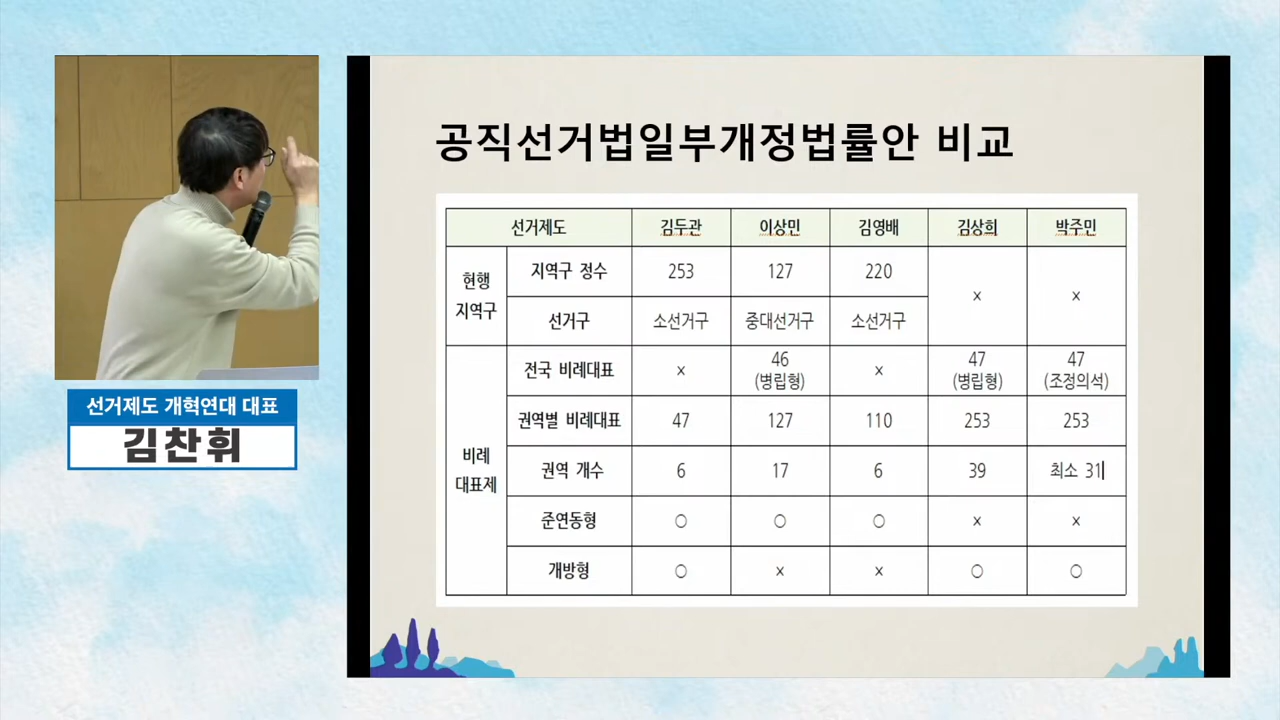 공직선거법일부개정법률안 비교
선거제도 김두관 이상민 김영배 김상희 박주민
현행 지역구 지역구 정수 253 127 220 × ×
선거구 소선거구 중대선거구 소선거구
비례 대표제 전국 비례대표 × 46 (병립형) × 47 (병립형) 47 (조정의석)
권역별 비례대표 47 127 110 253 253
권역 개수 6 17 6 39 최소 31
준연동형 ○ ○ ○ × ×
개방형 ○ × × ○ ○
선거제도 개혁연대 대표
김찬휘